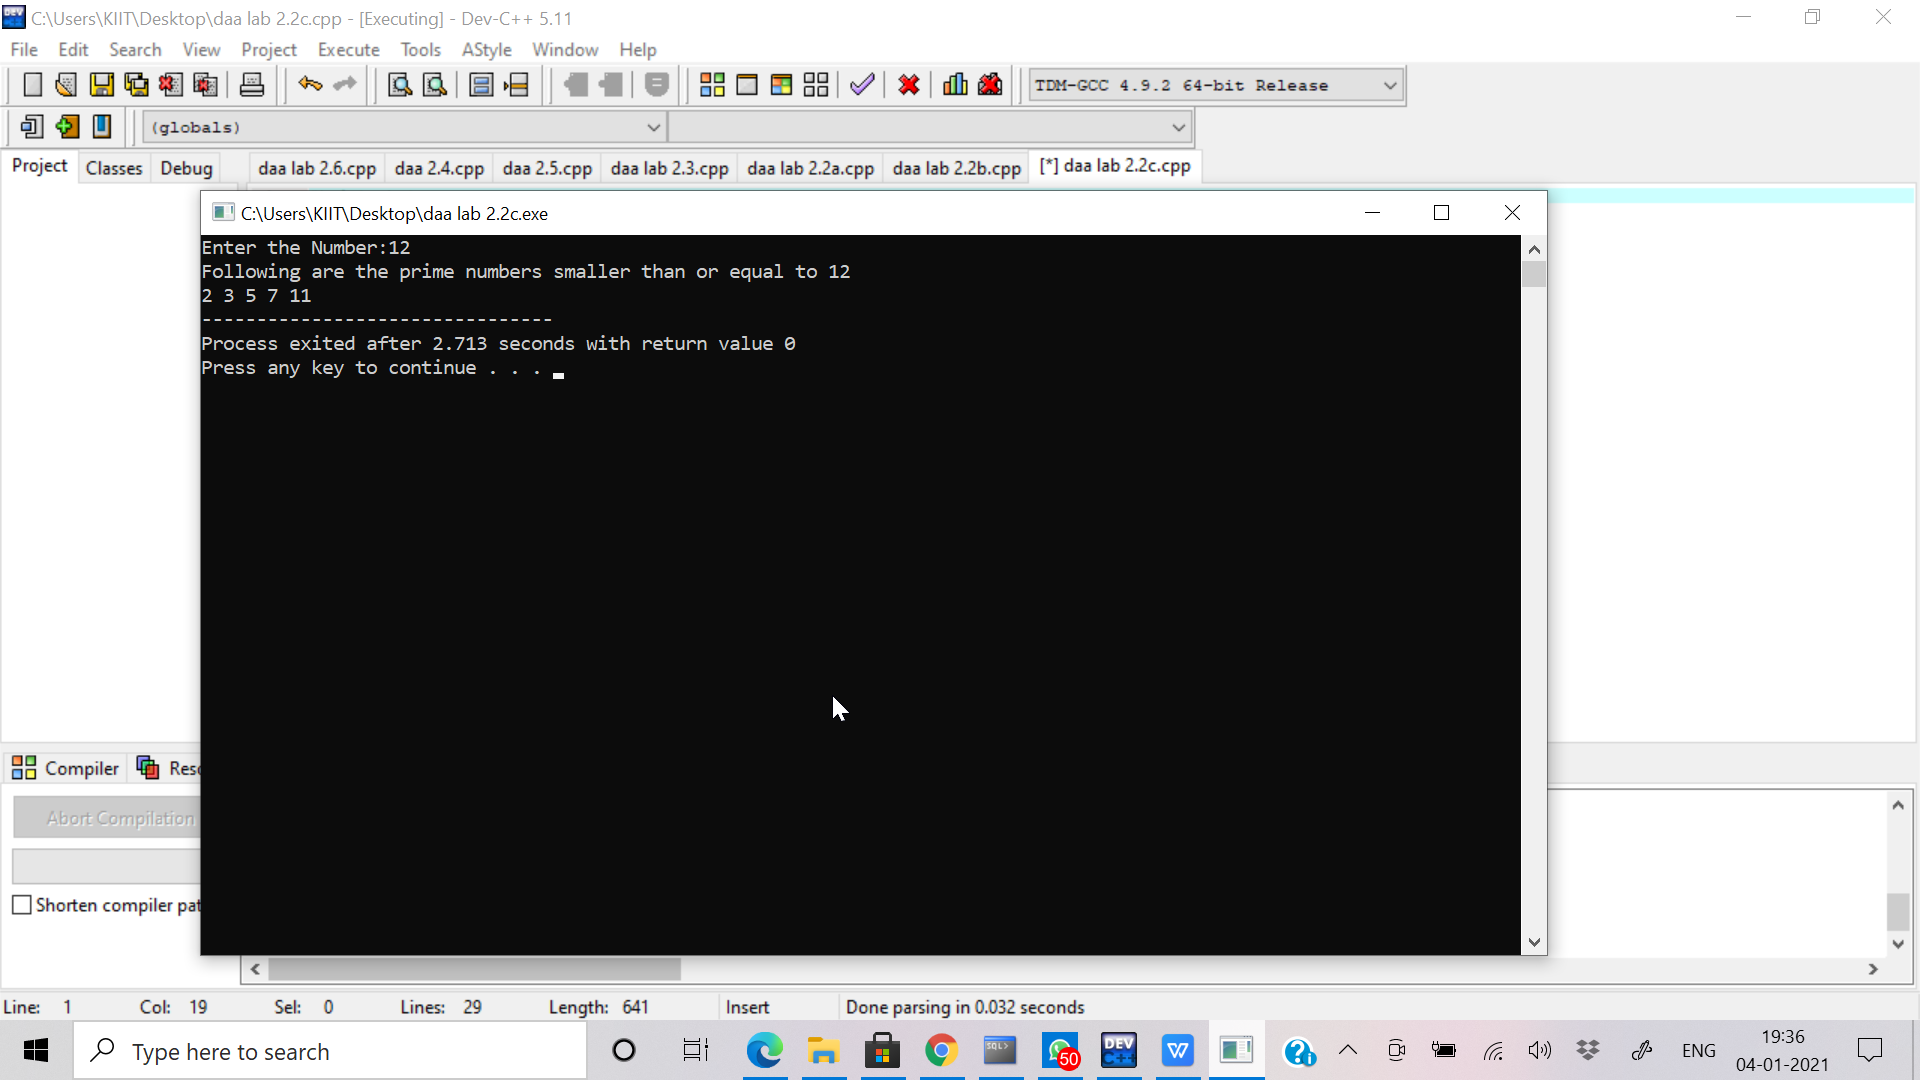 C:\Users\KIIT\Desktop\daa lab 2.2c.cpp - [Executing] - Dev-C++ 5.11
File Edit Search View Project Execute Tools AStyle Window Help
TDM-GCC 4.9.2 64-bit Release
(globals)
Project Classes Debug daa lab 2.6.cpp daa 2.4.cpp daa 2.5.cpp daa lab 2.3.cpp daa lab 2.2a.cpp daa lab 2.2b.cpp [*] daa lab 2.2c.cpp
C:\Users\KIIT\Desktop\daa lab 2.2c.exe
Enter the Number:12
Following are the prime numbers smaller than or equal to 12
2 3 5 7 11
--------------------------------
Process exited after 2.713 seconds with return value 0
Press any key to continue . . .
Compiler
Abort Compilation
Shorten compiler
Line: 1 Col: 19 Sel: 0 Lines: 29 Length: 641 Insert Done parsing in 0.032 seconds
Type here to search
SQL>
50
DEV
C++
W
ENG
19:36
04-01-2021